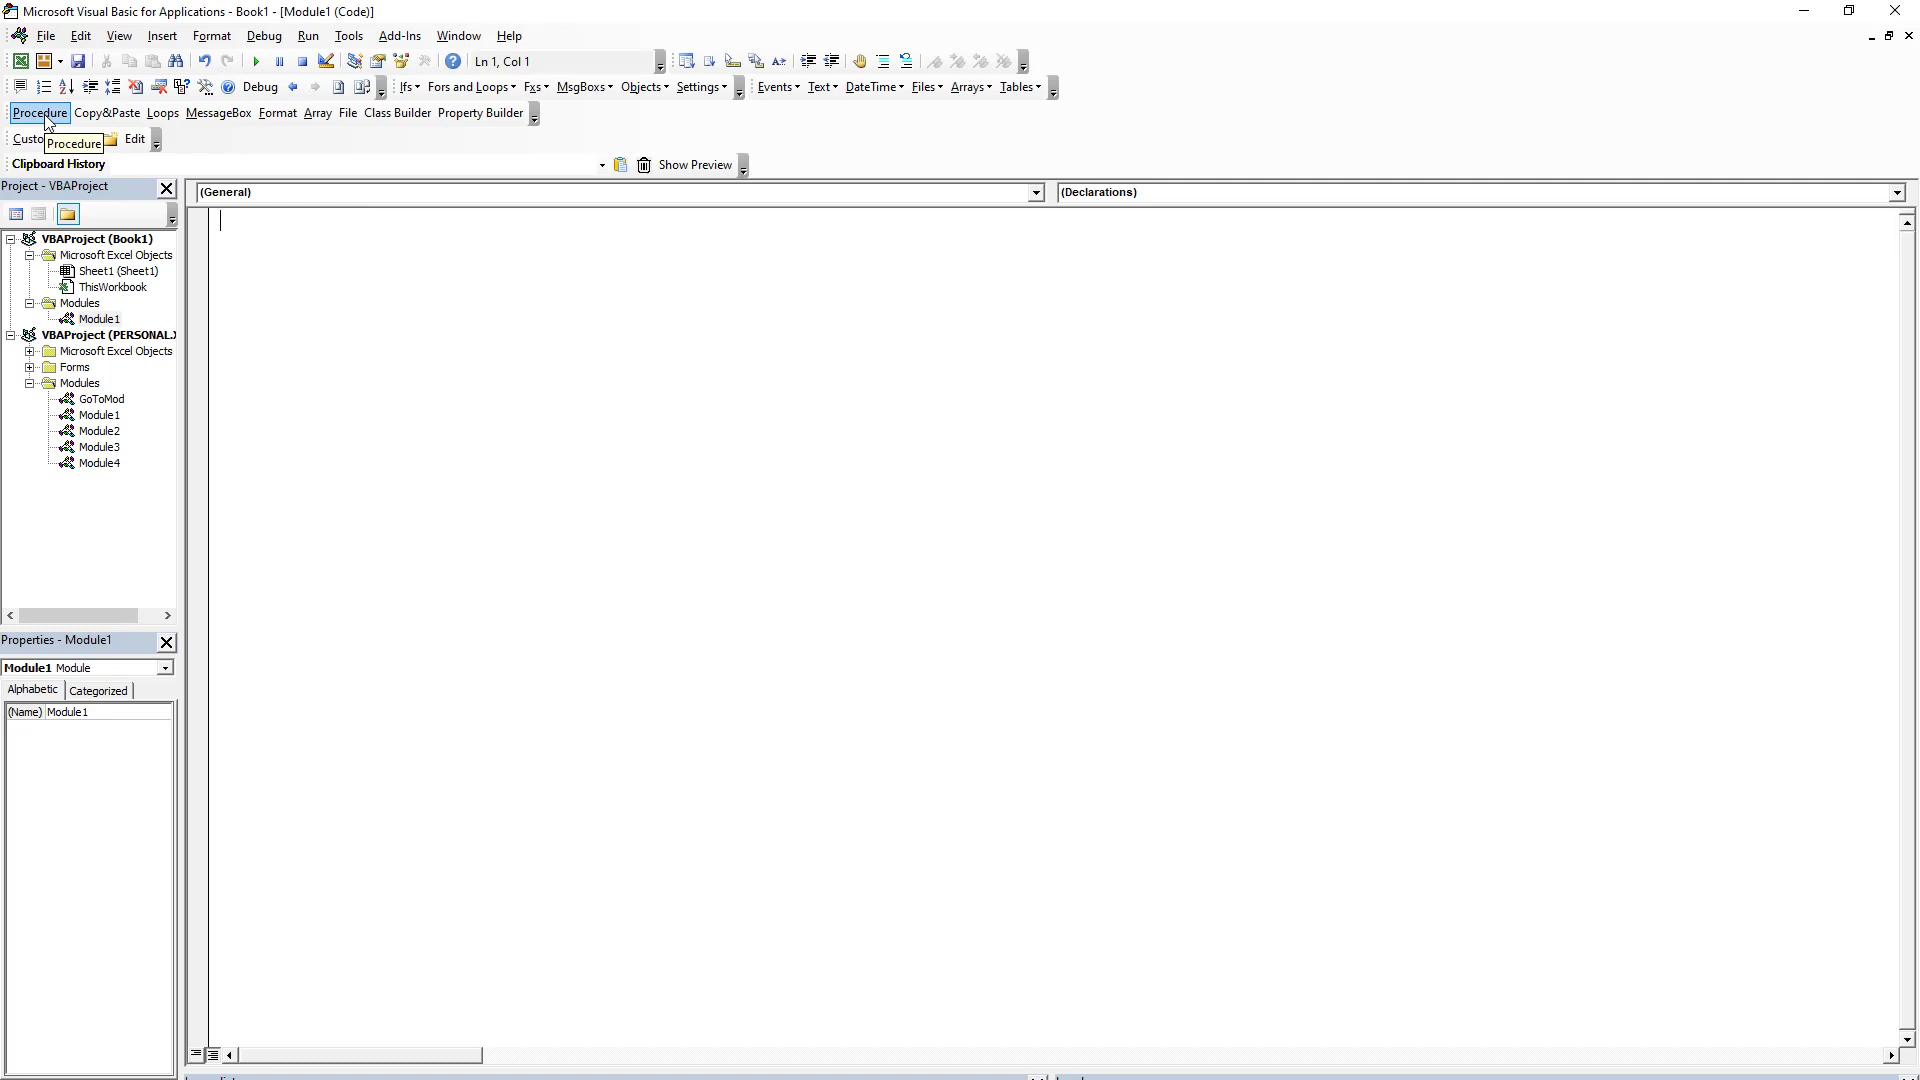 Microsoft Visual Basic for Applications - Book1 - [Module1 (Code)]
File Edit View Insert Format Debug Run Tools Add-Ins Window Help
Ln 1, Col 1
Debug Ifs Fors and Loops Fxs MsgBoxs Objects Settings Events Text DateTime Files Arrays Tables
Procedure Copy&Paste Loops MessageBox Format Array File Class Builder Property Builder
Custo Procedure Edit
Clipboard History Show Preview
Project - VBAProject
(General) (Declarations)
VBAProject (Book1)
Microsoft Excel Objects
Sheet1 (Sheet1)
ThisWorkbook
Modules
Module1
VBAProject (PERSONAL.
Microsoft Excel Objects
Forms
Modules
GoToMod
Module1
Module2
Module3
Module4
Properties - Module1
Module1 Module
Alphabetic Categorized
(Name) Module1